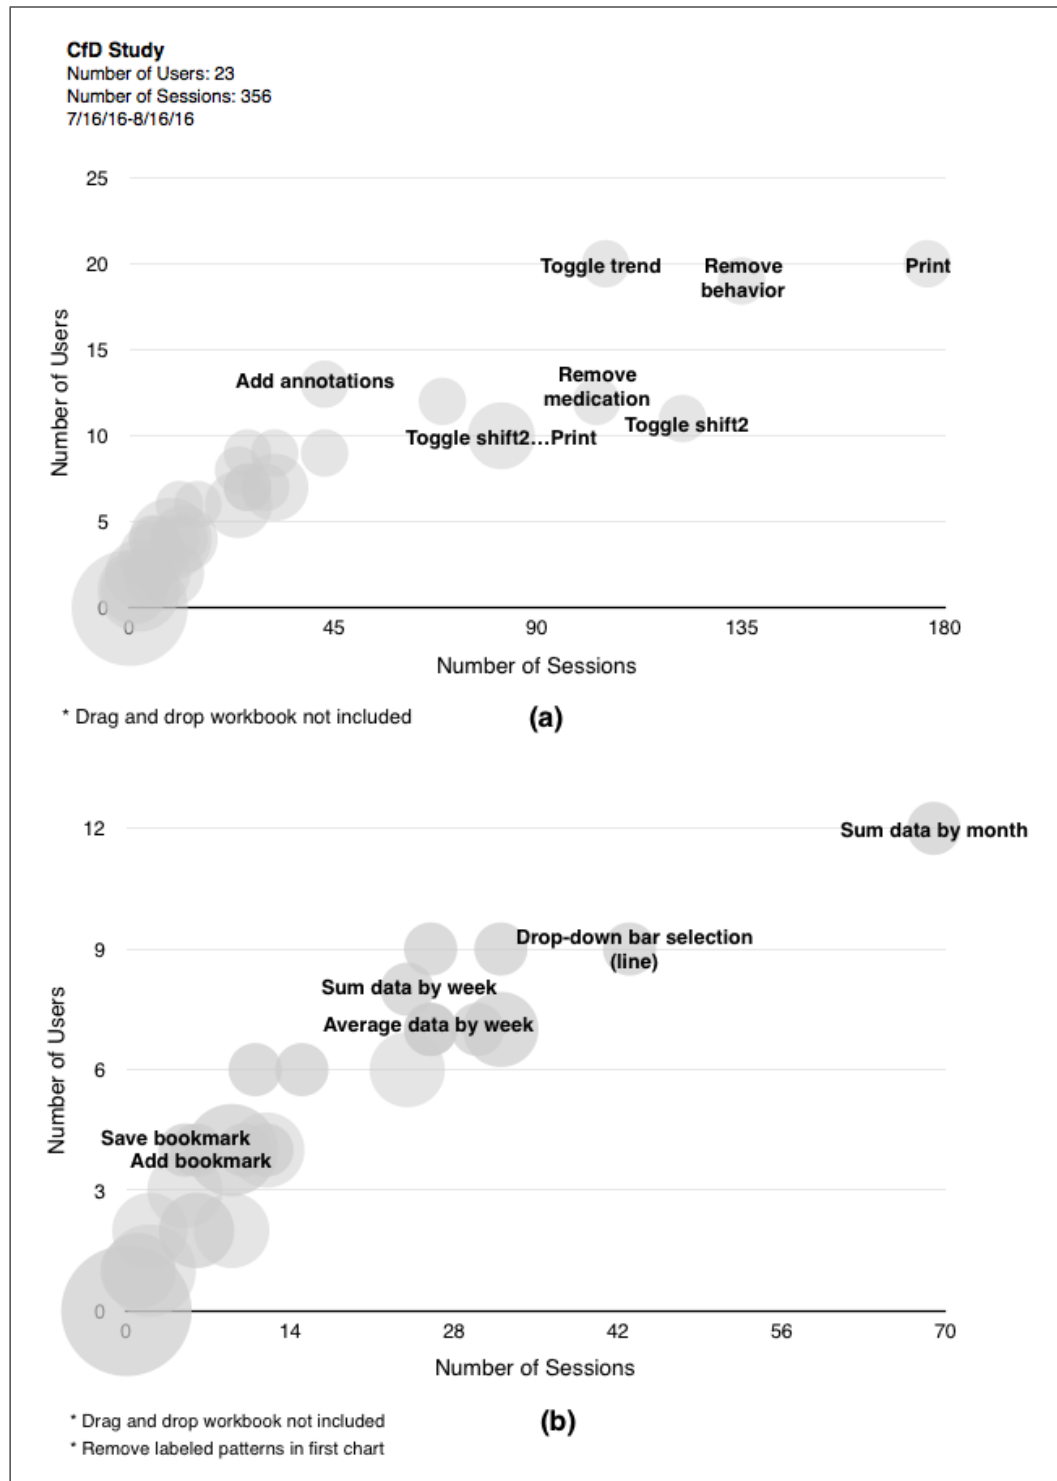 CfD Study
Number of Users: 23
Number of Sessions: 356
7/16/16-8/16/16
25
20
15
10
5
0
Number of Users
Toggle trend
Remove
behavior
Print
Add annotations
Remove
medication
Toggle shift2...Print
Toggle shift2
0
45
90
135
180
Number of Sessions
* Drag and drop workbook not included
(a)
12
9
6
3
0
Number of Users
Sum data by month
Drop-down bar selection
(line)
Sum data by week
Average data by week
Save bookmark
Add bookmark
0
14
28
42
56
70
Number of Sessions
* Drag and drop workbook not included
* Remove labeled patterns in first chart
(b)